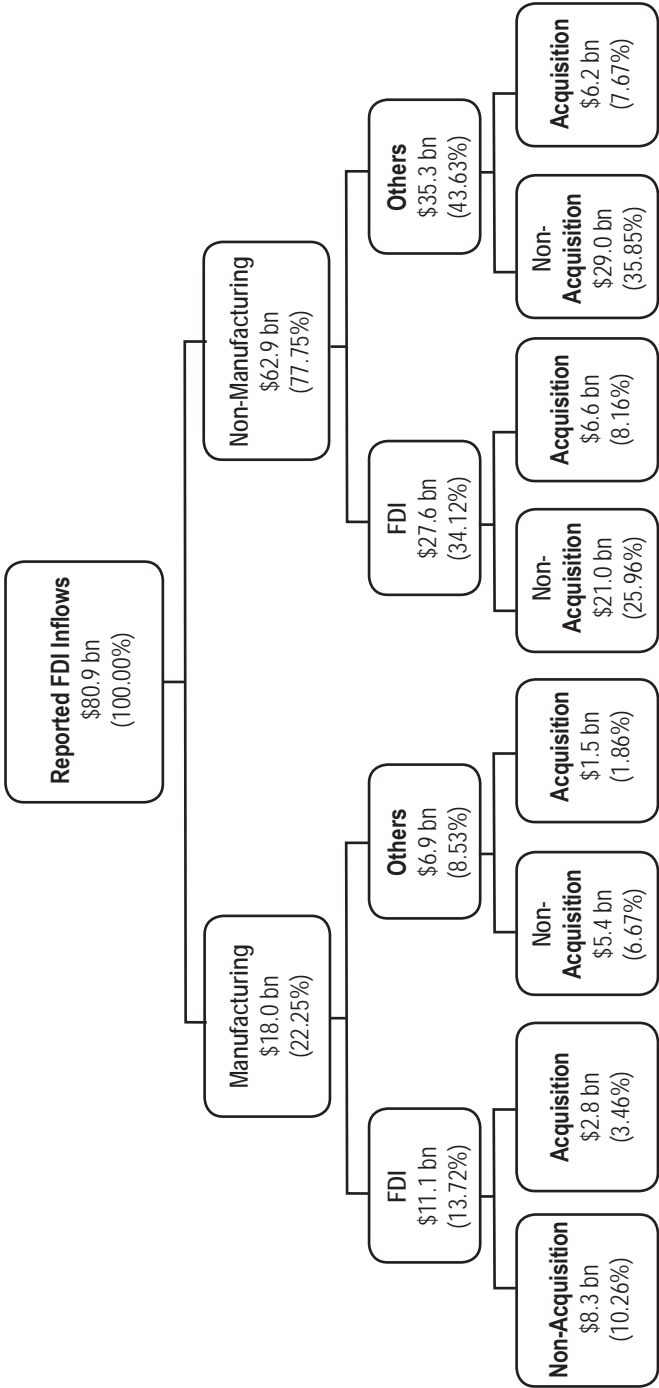 Reported FDI Inflows
$80.9 bn
(100.00%)
Manufacturing
$18.0 bn
(22.25%)
Non-Manufacturing
$62.9 bn
(77.75%)
FDI
$11.1 bn
(13.72%)
Others
$6.9 bn
(8.53%)
FDI
$27.6 bn
(34.12%)
Others
$35.3 bn
(43.63%)
Non-Acquisition
$8.3 bn
(10.26%)
Acquisition
$2.8 bn
(3.46%)
Non-
Acquisition
$5.4 bn
(6.67%)
Acquisition
$1.5 bn
(1.86%)
Non-
Acquisition
$21.0 bn
(25.96%)
Acquisition
$6.6 bn
(8.16%)
Non-
Acquisition
$29.0 bn
(35.85%)
Acquisition
$6.2 bn
(7.67%)